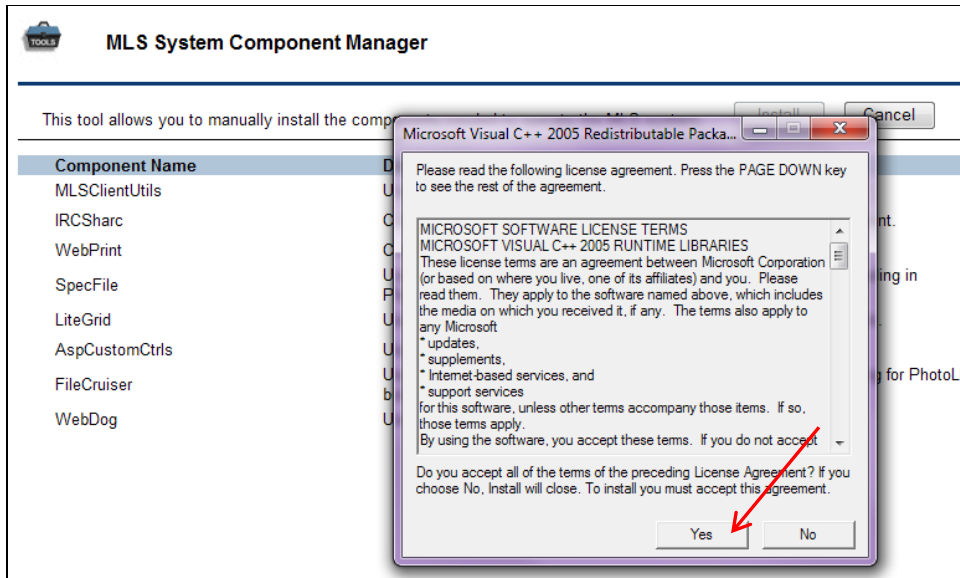 TOOLS
MLS System Component Manager
This tool allows you to manually install the
Install
Cancel
Microsoft Visual C++ 2005 Redistributable Packa...
Component Name
MLSClientUtils
IRCSharc
WebPrint
SpecFile
ing in
LiteGrid
AspCustomCtrls
FileCruiser
for PhotoL
WebDog
Please read the following license agreement. Press the PAGE DOWN key
to see the rest of the agreement.
MICROSOFT SOFTWARE LICENSE TERMS
MICROSOFT VISUAL C++ 2005 RUNTIME LIBRARIES
These license terms are an agreement between Microsoft Corporation
(or based on where you live, one of its affiliates) and you.  Please
read them.  They apply to the software named above, which includes
the media on which you received it, if any.  The terms also apply to
any Microsoft
* updates,
* supplements,
* Internet-based services, and
* support services
for this software, unless other terms accompany those items.  If so,
those terms apply.
By using the software, you accept these terms.  If you do not accept
Do you accept all of the terms of the preceding License Agreement? If you
choose No, Install will close. To install you must accept this agreement.
Yes
No